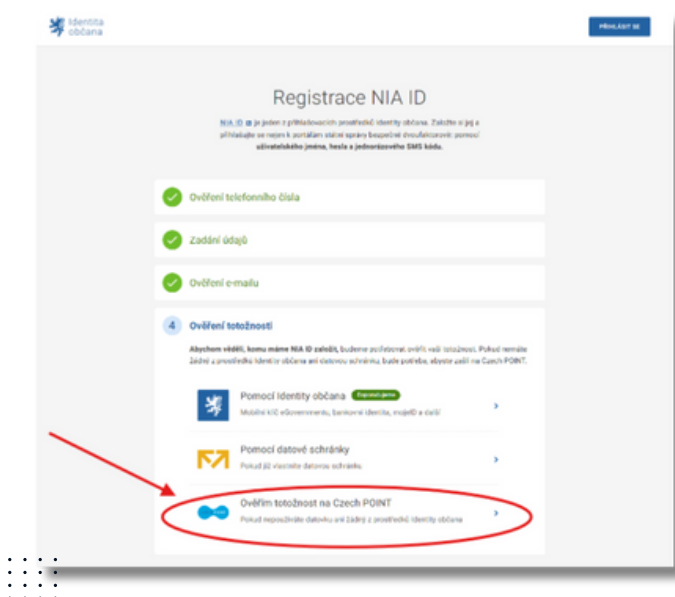 Identita
občana
PŘIHLÁSIT SE
Registrace NIA ID
NIA ID je jeden z přihlašovacích prostředků identity občana. Založte si jej a
přihlašujte se nejen k portálům státní správy bezpečně dvoufaktorově: pomocí
uživatelského jména, hesla a jednorázového SMS kódu.
Ověření telefonního čísla
Zadání údajů
Ověření e-mailu
4 Ověření totožnosti
Abychom věděli, komu máme NIA ID založit, budeme potřebovat ověřit vaši totožnost. Pokud nemáte
žádný z prostředků Identity občana ani datovou schránku, bude potřeba, abyste zašli na Czech POINT.
Pomocí Identity občana Doporučujeme
Mobilní klíč eGovernmentu, bankovní identita, mojeID a další
Pomocí datové schránky
Pokud již vlastníte datovou schránku
Ověřím totožnost na Czech POINT
Pokud nepoužíváte datovku ani žádný z prostředků Identity občana